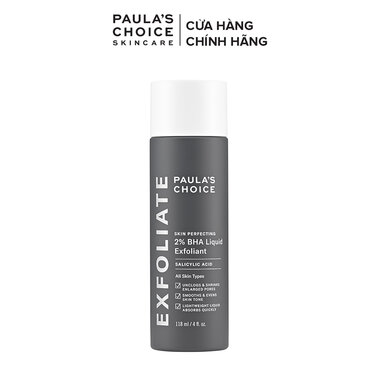 PAULA'S
CHOICE
SKINCARE
CỬA HÀNG
CHÍNH HÃNG
EXFOLIATE
PAULA'S
CHOICE
SKIN PERFECTING
2% BHA Liquid
Exfoliant
SALICYLIC ACID
All Skin Types
UNCLOGS & SHRINKS
ENLARGED PORES
SMOOTHS & EVENS
SKIN TONE
LIGHTWEIGHT LIQUID
ABSORBS QUICKLY
118 ml / 4 fl. oz.